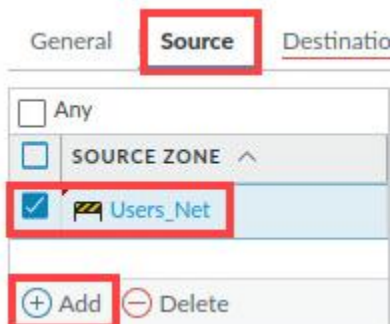 General Source Destinatio
Any
SOURCE ZONE
Users_Net
Add Delete